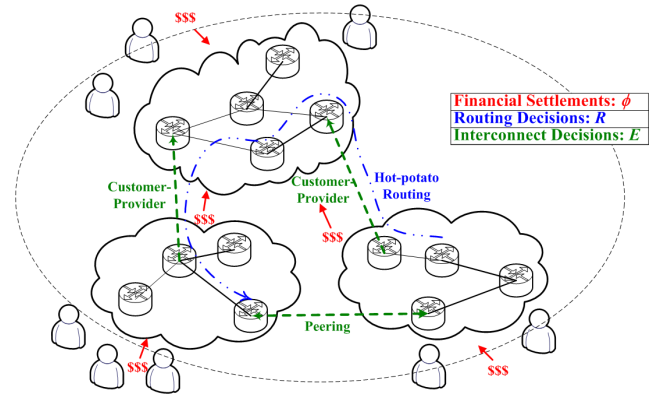 $$$
Financial Settlements: ϕ
Routing Decisions: R
Interconnect Decisions: E
Customer-
Provider
$$$
Customer-
Provider
$$$
Hot-potato
Routing
Peering
$$$
$$$